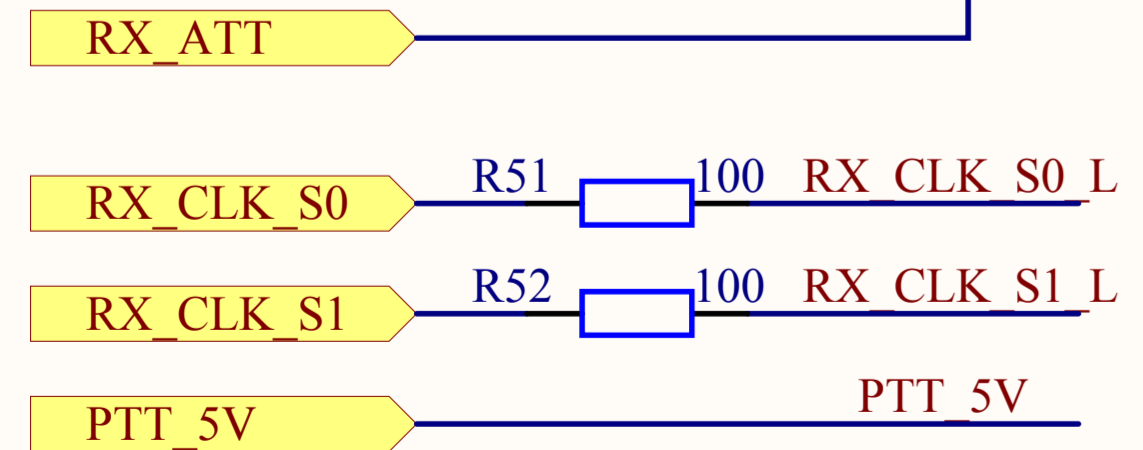 RX_ATT
RX_CLK_S0 R51 100 RX_CLK_S0_L
RX_CLK_S1 R52 100 RX_CLK_S1_L
PTT_5V PTT_5V